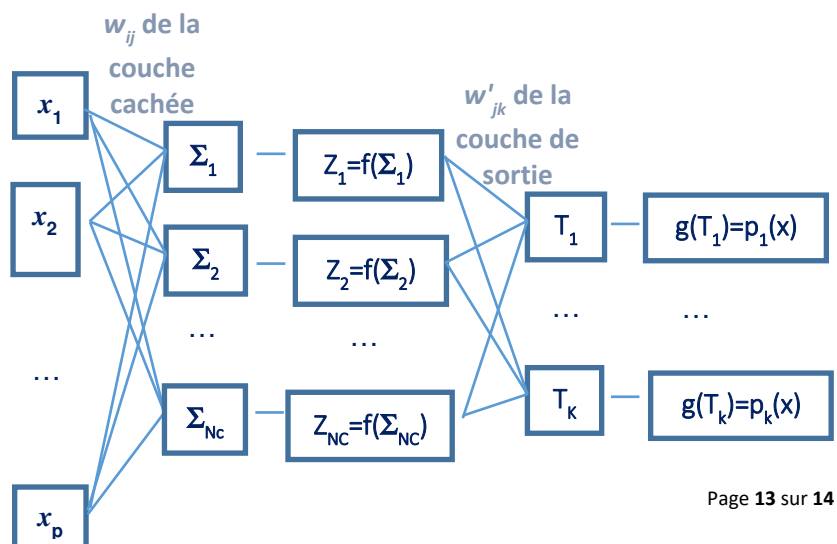 w_ij de la
couche
cachée
x_1
x_2
...
x_p
Σ_1
Σ_2
...
Σ_Nc
Z_1=f(Σ_1)
Z_2=f(Σ_2)
...
Z_NC=f(Σ_NC)
w'_jk de la
couche de
sortie
T_1
...
T_K
g(T_1)=p_1(x)
...
g(T_k)=p_k(x)
Page 13 sur 14